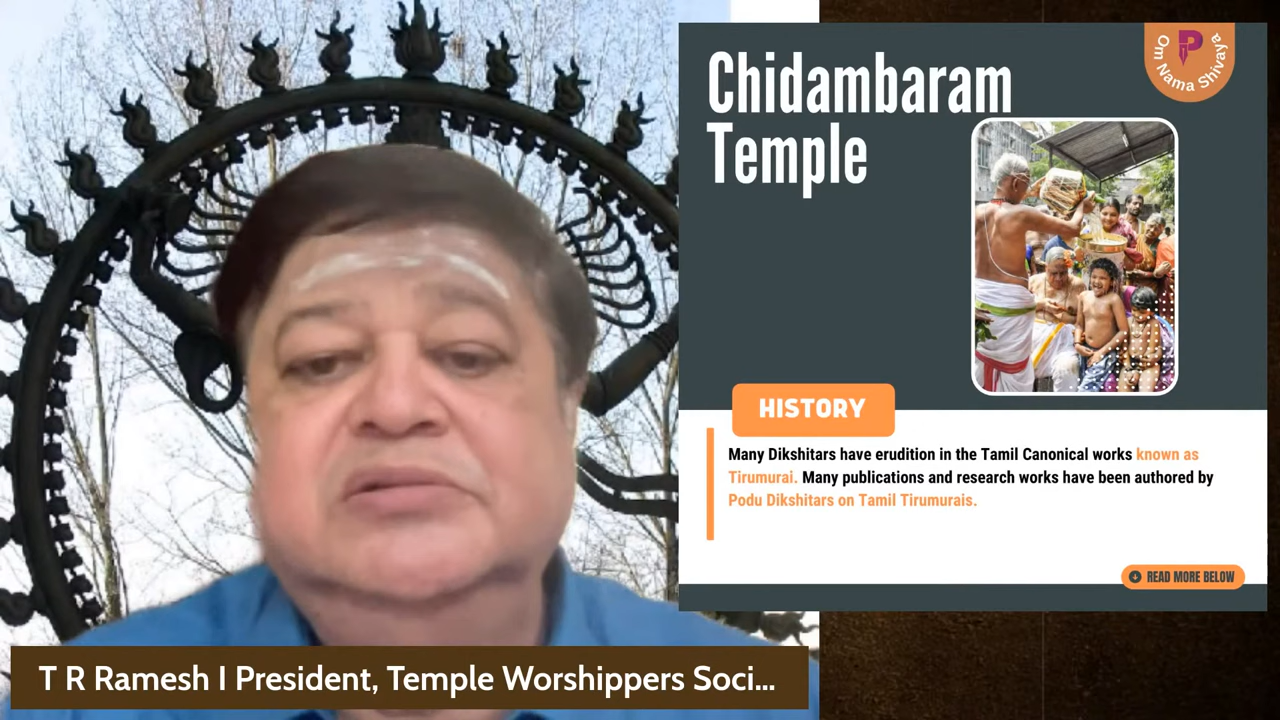 Chidambaram
Temple
Om Nama Shivaya
HISTORY
Many Dikshitars have erudition in the Tamil Canonical works known as
Tirumurai. Many publications and research works have been authored by
Podu Dikshitars on Tamil Tirumurais.
READ MORE BELOW
T R Ramesh I President, Temple Worshippers Soci...